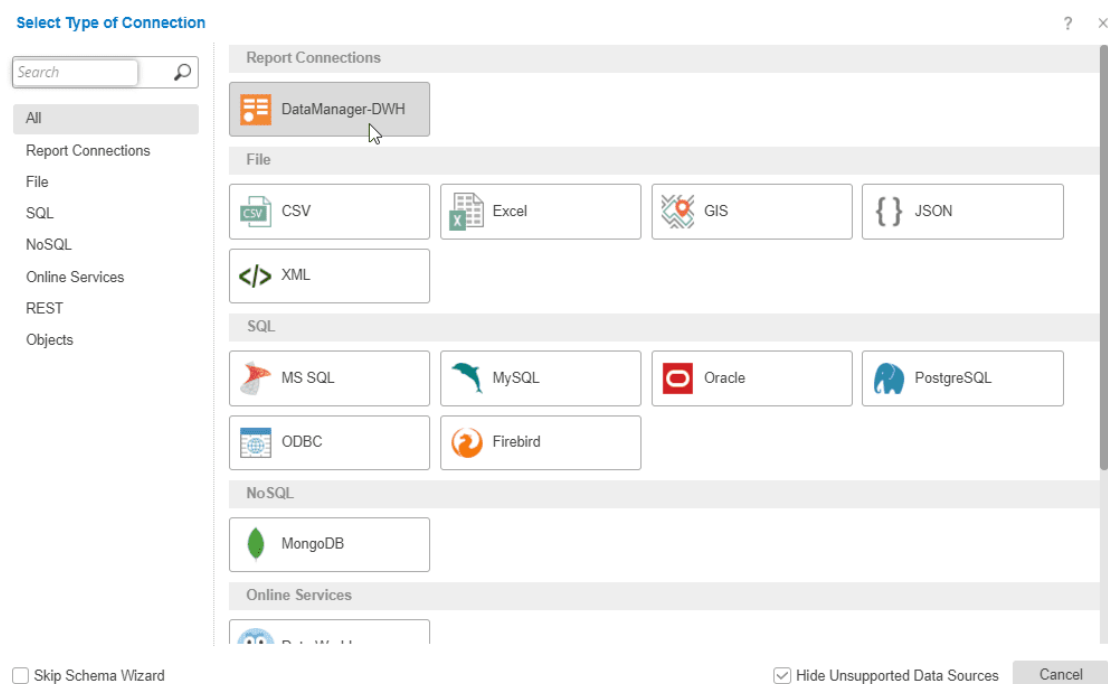 Select Type of Connection
?
Search
All
Report Connections
File
SQL
NoSQL
Online Services
REST
Objects
Report Connections
DataManager-DWH
File
CSV CSV
X Excel
GIS
{ } JSON
</> XML
SQL
MS SQL
MySQL
Oracle
PostgreSQL
ODBC
Firebird
NoSQL
MongoDB
Online Services
Skip Schema Wizard
Hide Unsupported Data Sources
Cancel